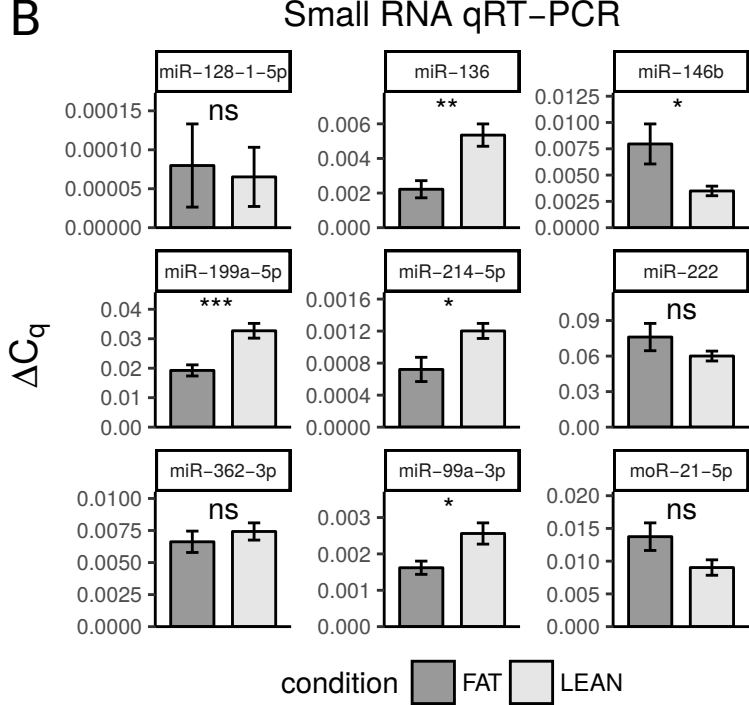 B
Small RNA qRT−PCR
miR−128−1−5p
miR−136
miR−146b
0.00015
0.00010
0.00005
0.00000
ns
0.006
0.004
0.002
0.000
**
0.0125
0.0100
0.0075
0.0050
0.0025
0.0000
*
miR−199a−5p
miR−214−5p
miR−222
0.04
0.03
0.02
0.01
0.00
***
0.0016
0.0012
0.0008
0.0004
0.0000
*
0.09
0.06
0.03
0.00
ns
ΔCq
miR−362−3p
miR−99a−3p
moR−21−5p
0.0100
0.0075
0.0050
0.0025
0.0000
ns
0.003
0.002
0.001
0.000
*
0.020
0.015
0.010
0.005
0.000
ns
condition FAT LEAN